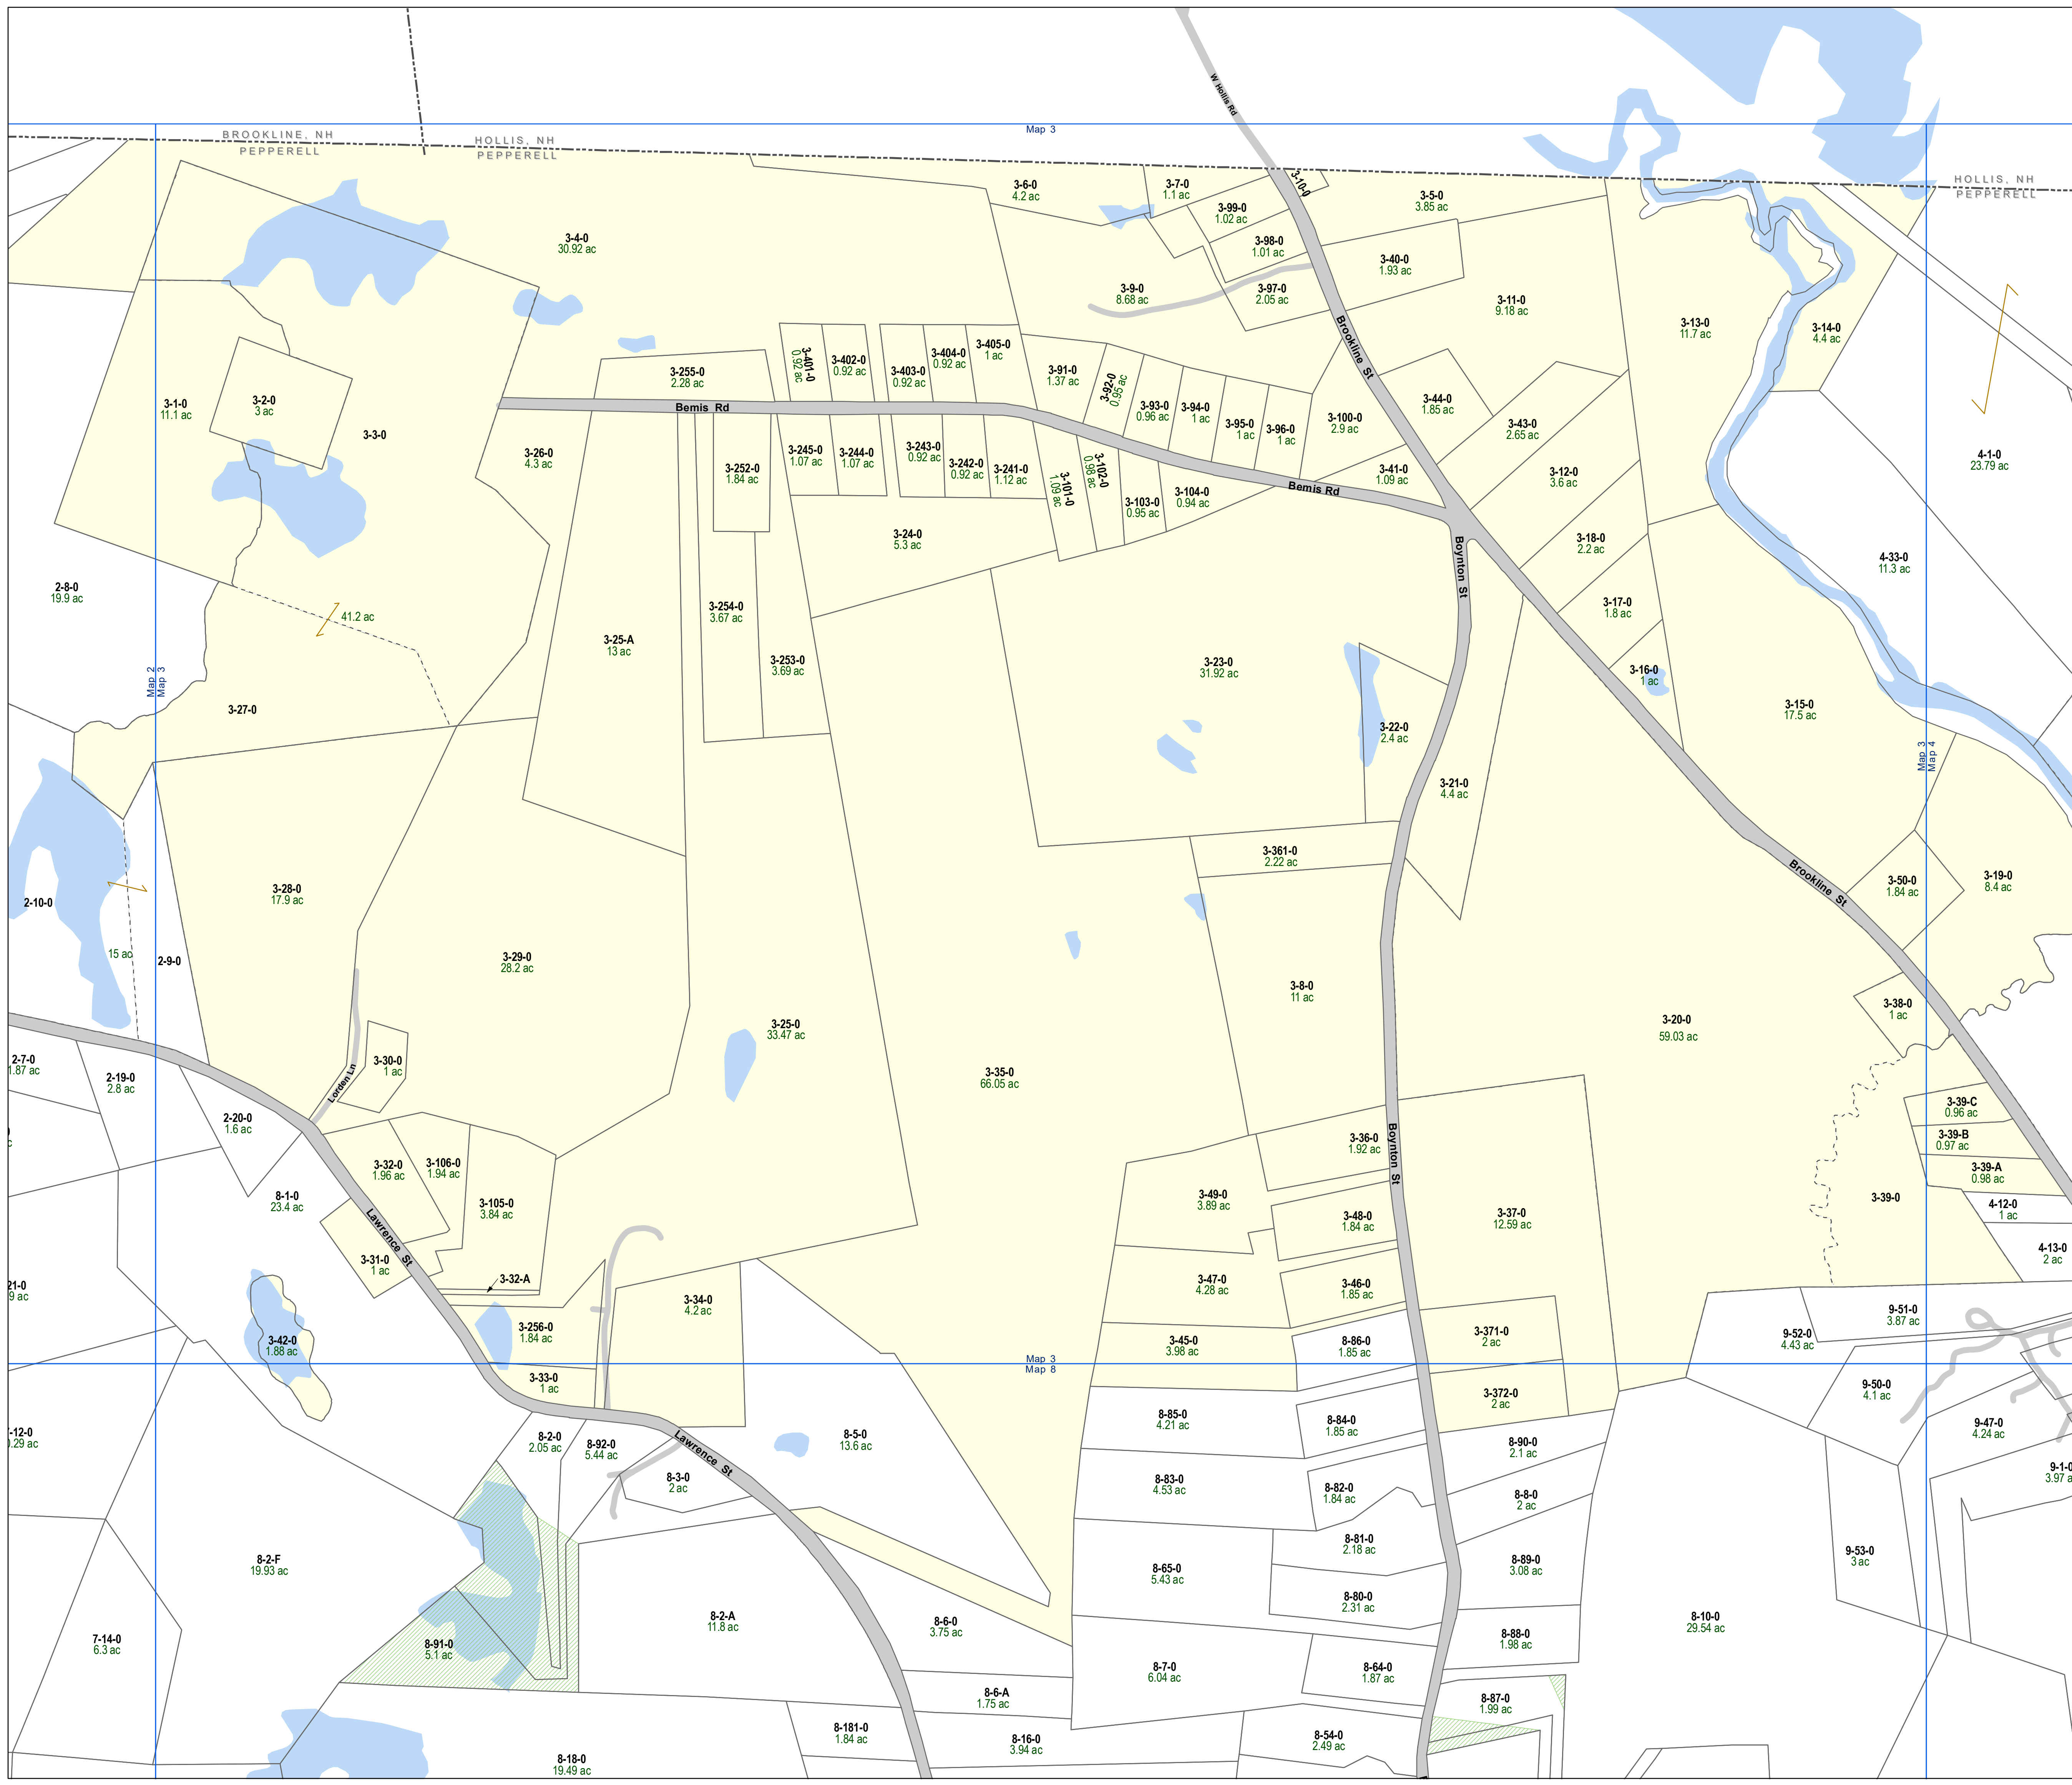 W Hollis Rd
Map 3
BROOKLINE, NH
PEPPERELL
HOLLIS, NH
PEPPERELL
HOLLIS, NH
PEPPERELL
3-10-0
3-6-0
4.2 ac
3-7-0
1.1 ac
3-5-0
3.85 ac
3-99-0
1.02 ac
3-4-0
30.92 ac
3-98-0
1.01 ac
3-40-0
1.93 ac
3-9-0
8.68 ac
3-97-0
2.05 ac
3-11-0
9.18 ac
3-13-0
11.7 ac
3-14-0
4.4 ac
Brookline St
3-401-0
0.92 ac
3-402-0
0.92 ac
3-403-0
0.92 ac
3-404-0
0.92 ac
3-405-0
1 ac
3-255-0
2.28 ac
3-91-0
1.37 ac
3-92-0
0.95 ac
3-93-0
0.96 ac
3-94-0
1 ac
3-95-0
1 ac
3-96-0
1 ac
3-100-0
2.9 ac
3-44-0
1.85 ac
3-43-0
2.65 ac
3-1-0
11.1 ac
3-2-0
3 ac
3-3-0
Bemis Rd
3-26-0
4.3 ac
3-252-0
1.84 ac
3-245-0
1.07 ac
3-244-0
1.07 ac
3-243-0
0.92 ac
3-242-0
0.92 ac
3-241-0
1.12 ac
3-101-0
1.09 ac
3-102-0
0.98 ac
3-103-0
0.95 ac
3-104-0
0.94 ac
Bemis Rd
3-41-0
1.09 ac
3-12-0
3.6 ac
4-1-0
23.79 ac
3-24-0
5.3 ac
3-18-0
2.2 ac
4-33-0
11.3 ac
Boynton St
2-8-0
19.9 ac
41.2 ac
3-254-0
3.67 ac
3-17-0
1.8 ac
3-25-A
13 ac
3-253-0
3.69 ac
3-23-0
31.92 ac
3-16-0
1 ac
Map 2
Map 3
3-27-0
3-22-0
2.4 ac
3-15-0
17.5 ac
Map 3
Map 4
3-21-0
4.4 ac
3-361-0
2.22 ac
Brookline St
3-50-0
1.84 ac
3-19-0
8.4 ac
3-28-0
17.9 ac
2-10-0
15 ac
2-9-0
3-29-0
28.2 ac
3-8-0
11 ac
3-38-0
1 ac
3-25-0
33.47 ac
3-20-0
59.03 ac
2-7-0
1.87 ac
3-30-0
1 ac
2-19-0
2.8 ac
Lorden Ln
3-35-0
66.05 ac
3-39-C
0.96 ac
2-20-0
1.6 ac
3-36-0
1.92 ac
Boynton St
3-39-B
0.97 ac
3-32-0
1.96 ac
3-106-0
1.94 ac
3-39-A
0.98 ac
8-1-0
23.4 ac
3-105-0
3.84 ac
3-49-0
3.89 ac
3-48-0
1.84 ac
3-37-0
12.59 ac
3-39-0
4-12-0
1 ac
Lawrence St
3-31-0
1 ac
4-13-0
2 ac
21-0
9 ac
3-32-A
3-47-0
4.28 ac
3-46-0
1.85 ac
3-34-0
4.2 ac
3-256-0
1.84 ac
9-51-0
3.87 ac
3-42-0
1.88 ac
3-45-0
3.98 ac
8-86-0
1.85 ac
3-371-0
2 ac
9-52-0
4.43 ac
Map 3
Map 8
3-33-0
1 ac
3-372-0
2 ac
9-50-0
4.1 ac
-12-0
0.29 ac
8-2-0
2.05 ac
8-92-0
5.44 ac
Lawrence St
8-5-0
13.6 ac
8-85-0
4.21 ac
8-84-0
1.85 ac
8-90-0
2.1 ac
9-47-0
4.24 ac
8-3-0
2 ac
8-83-0
4.53 ac
8-82-0
1.84 ac
8-8-0
2 ac
9-1-0
3.97 a
8-2-F
19.93 ac
8-65-0
5.43 ac
8-81-0
2.18 ac
8-89-0
3.08 ac
9-53-0
3 ac
8-80-0
2.31 ac
7-14-0
6.3 ac
8-91-0
5.1 ac
8-2-A
11.8 ac
8-6-0
3.75 ac
8-88-0
1.98 ac
8-10-0
29.54 ac
8-7-0
6.04 ac
8-64-0
1.87 ac
8-6-A
1.75 ac
8-87-0
1.99 ac
8-181-0
1.84 ac
8-16-0
3.94 ac
8-54-0
2.49 ac
8-18-0
19.49 ac